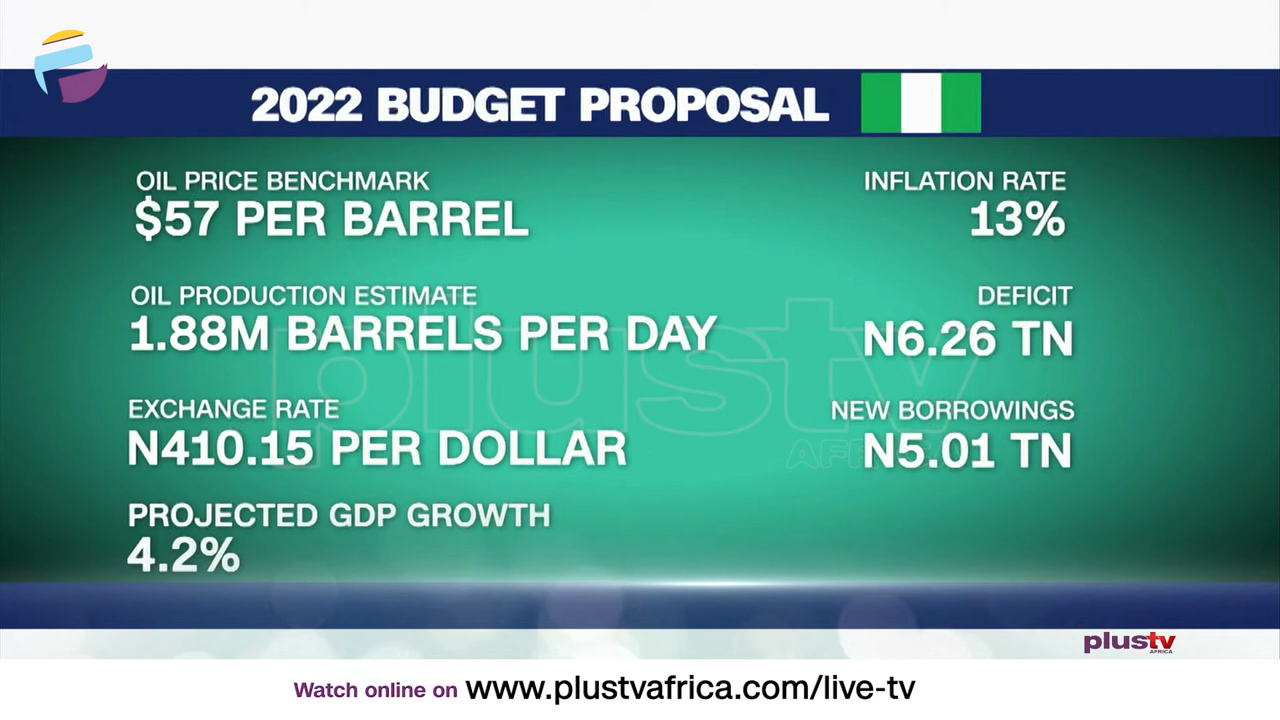 2022 BUDGET PROPOSAL
OIL PRICE BENCHMARK
$57 PER BARREL
INFLATION RATE
13%
OIL PRODUCTION ESTIMATE
1.88M BARRELS PER DAY
DEFICIT
N6.26 TN
EXCHANGE RATE
N410.15 PER DOLLAR
NEW BORROWINGS
N5.01 TN
PROJECTED GDP GROWTH
4.2%
plustv
AFRICA
plustv
AFRICA
Watch online on www.plustvafrica.com/live-tv